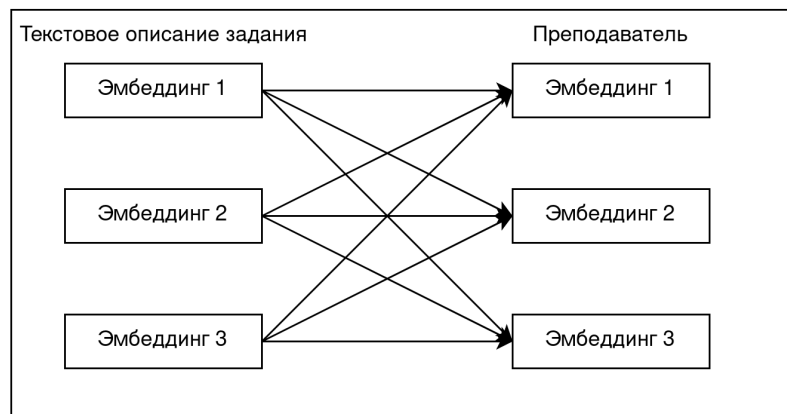 Текстовое описание задания
Преподаватель
Эмбеддинг 1
Эмбеддинг 1
Эмбеддинг 2
Эмбеддинг 2
Эмбеддинг 3
Эмбеддинг 3